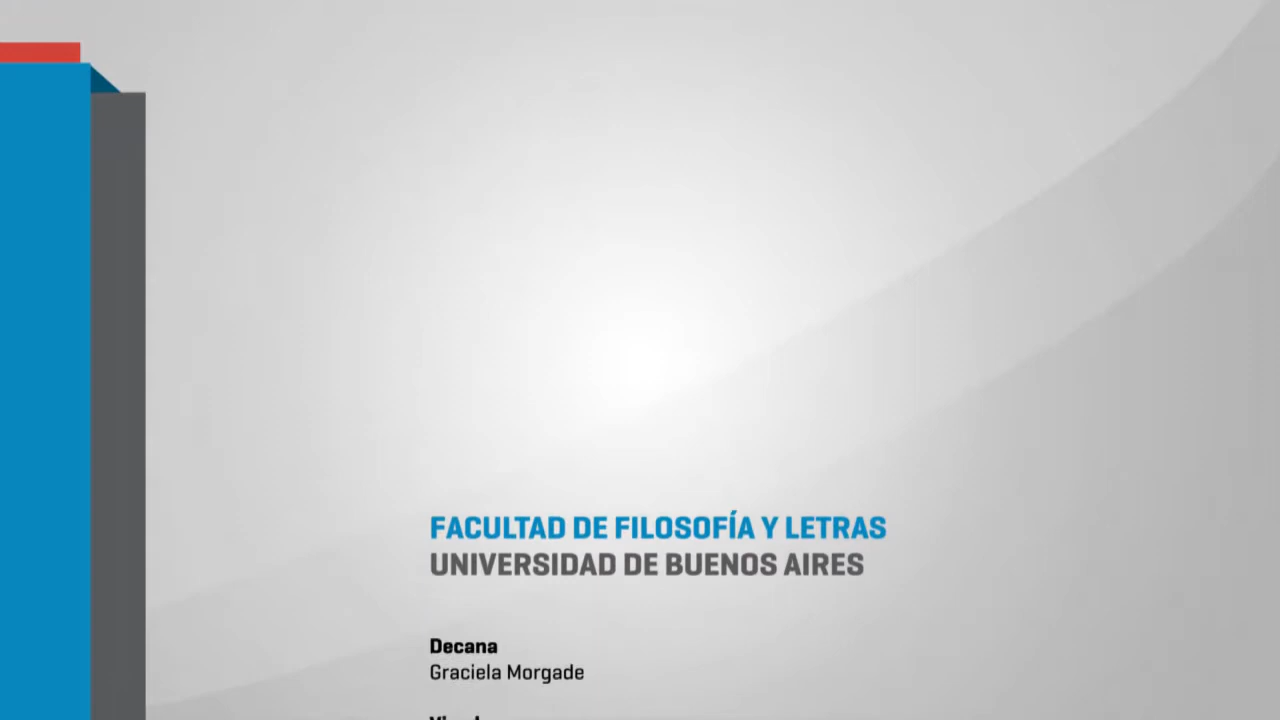 FACULTAD DE FILOSOFÍA Y LETRAS
UNIVERSIDAD DE BUENOS AIRES
Decana
Graciela Morgade